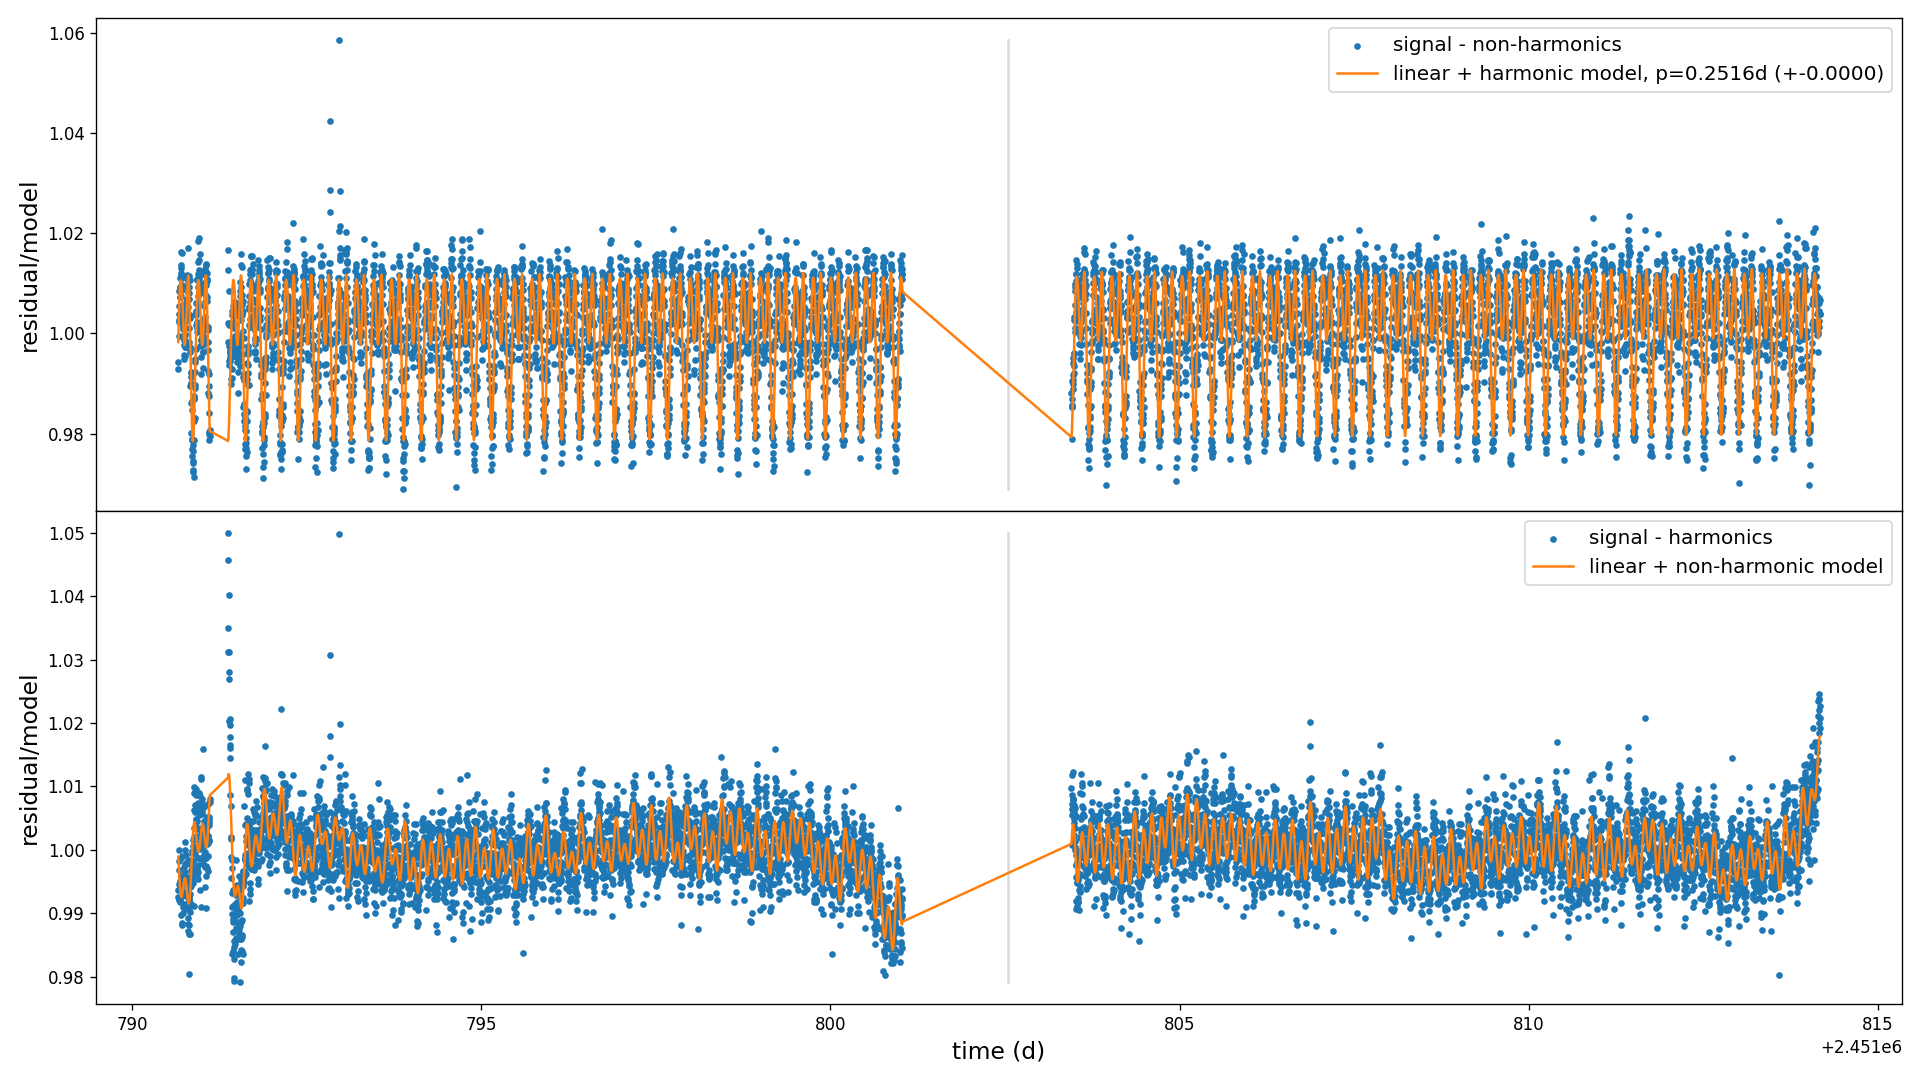 1.06
1.04
1.02
1.00
0.98
residual/model
signal - non-harmonics
linear + harmonic model, p=0.2516d (+-0.0000)
1.05
1.04
1.03
1.02
1.01
1.00
0.99
0.98
residual/model
signal - harmonics
linear + non-harmonic model
790
795
800
805
810
815
+2.451e6
time (d)